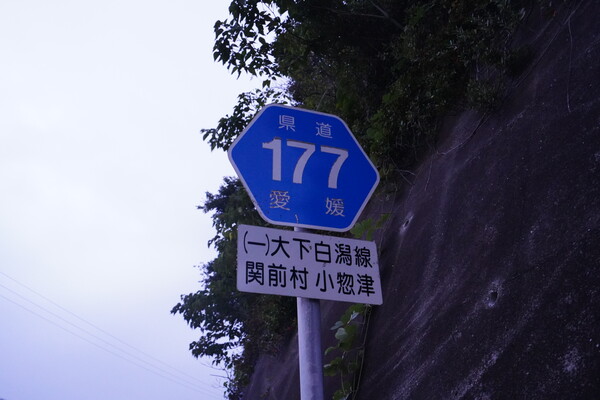 県道
177
愛媛
(一)大下白潟線
関前村 小惣津